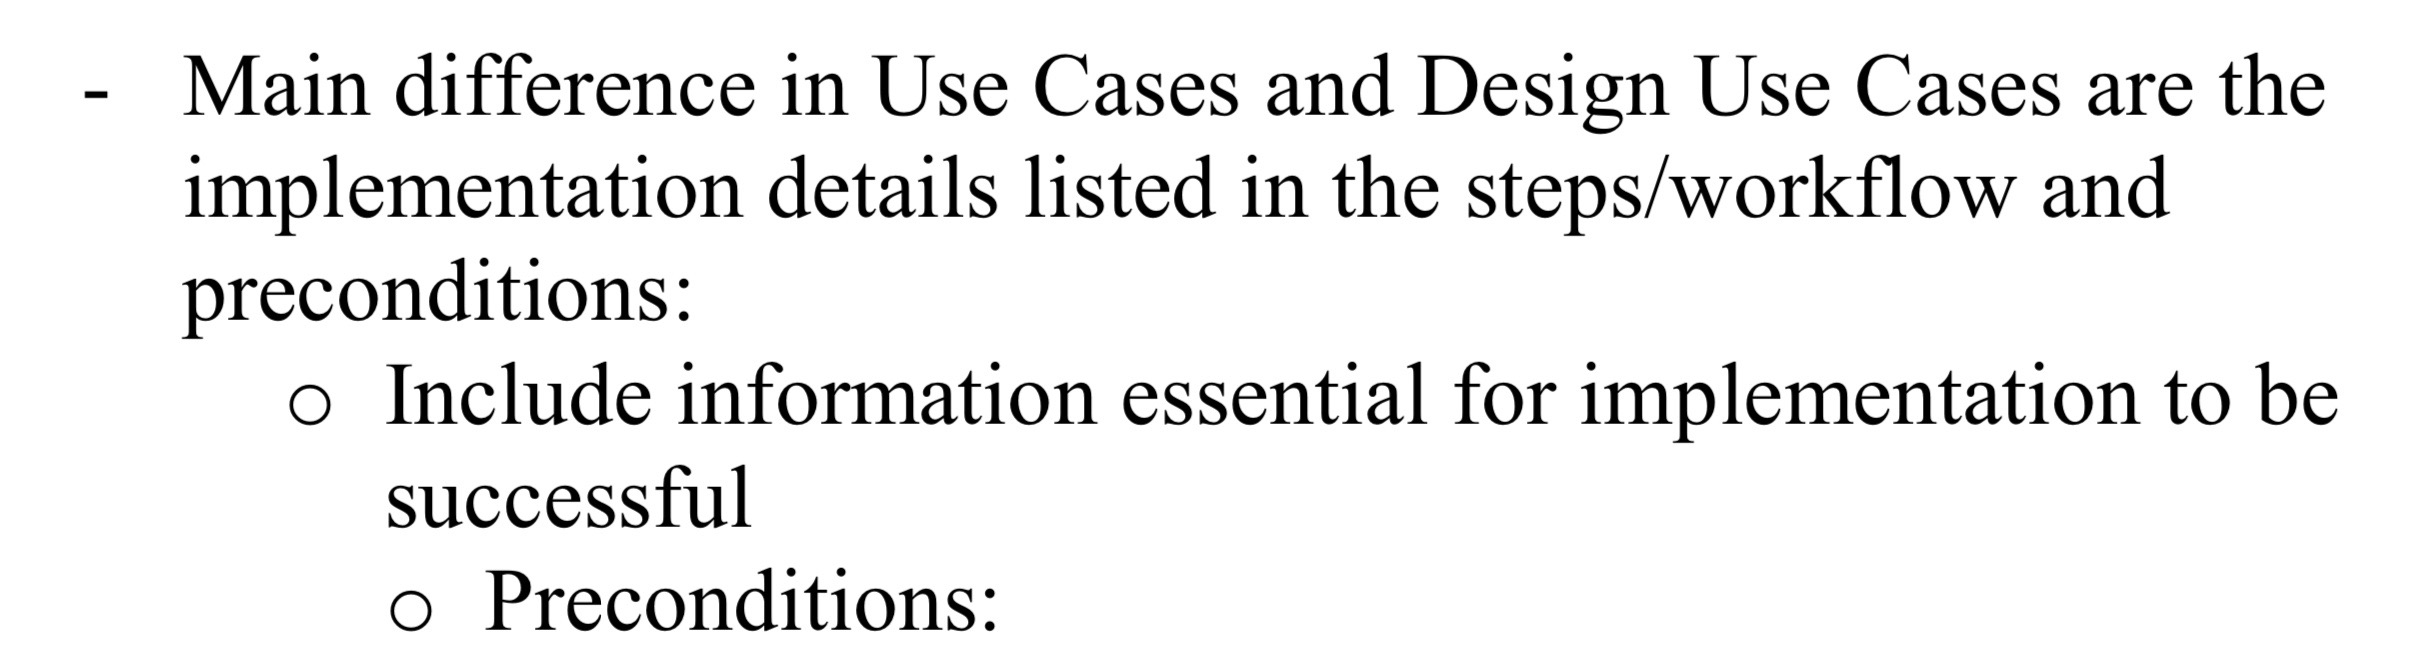 - Main difference in Use Cases and Design Use Cases are the
implementation details listed in the steps/workflow and
preconditions:
o Include information essential for implementation to be
successful
o Preconditions: